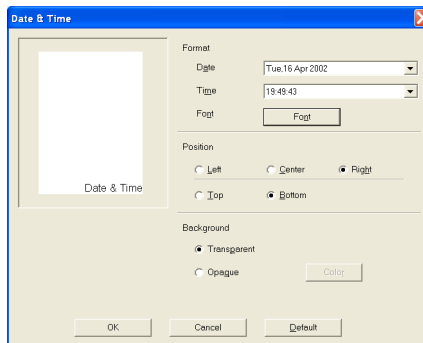 Date & Time
Date & Time
Format
Date Tue,16 Apr 2002
Time 19:49:43
Font Font
Position
Left Center Right
Top Bottom
Background
Transparent
Opaque Color
OK Cancel Default